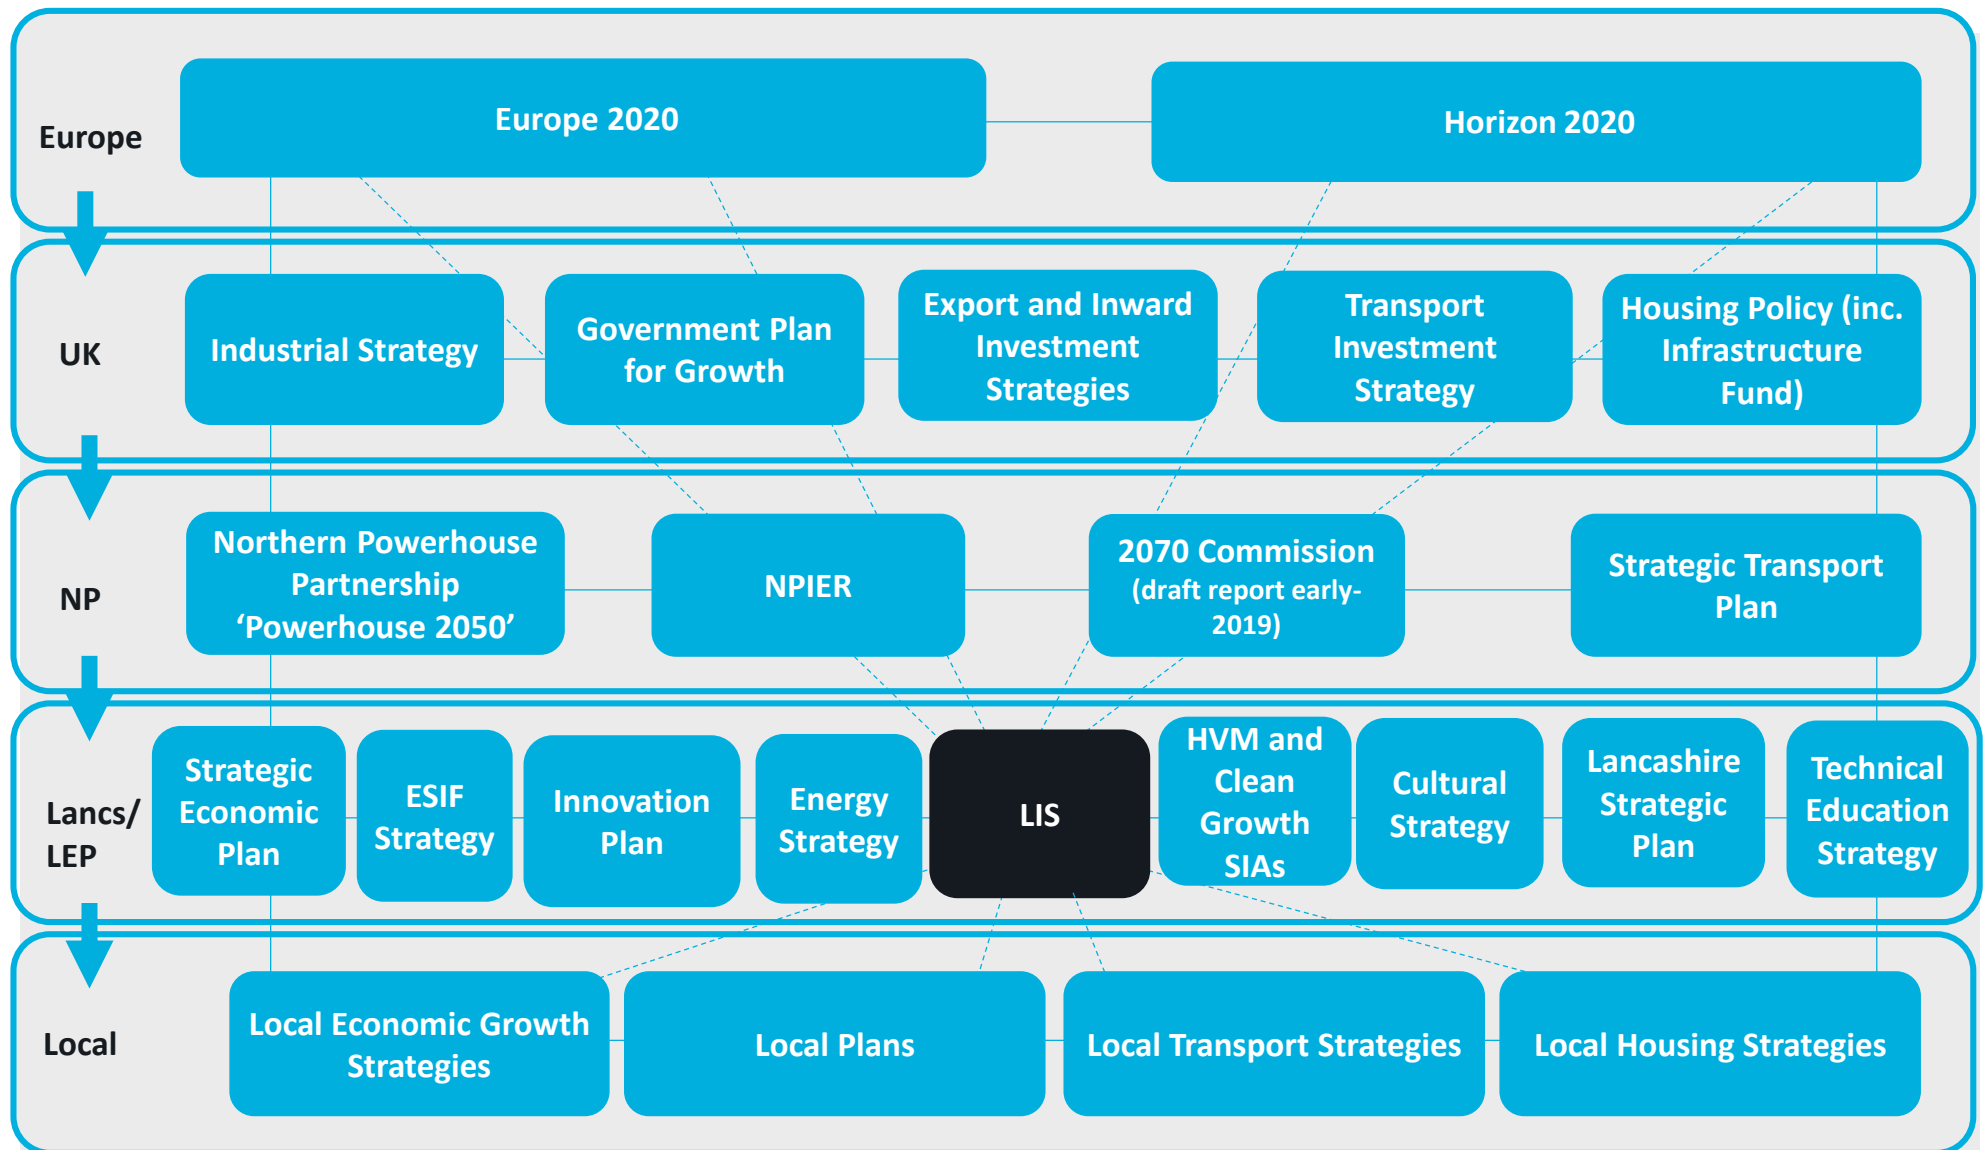 Europe
Europe 2020
Horizon 2020
UK
Industrial Strategy
Government Plan
for Growth
Export and Inward
Investment
Strategies
Transport
Investment
Strategy
Housing Policy (inc.
Infrastructure
Fund)
NP
Northern Powerhouse
Partnership
‘Powerhouse 2050’
NPIER
2070 Commission
(draft report early-
2019)
Strategic Transport
Plan
Lancs/
LEP
Strategic
Economic
Plan
ESIF
Strategy
Innovation
Plan
Energy
Strategy
LIS
HVM and
Clean
Growth
SIAs
Cultural
Strategy
Lancashire
Strategic
Plan
Technical
Education
Strategy
Local
Local Economic Growth
Strategies
Local Plans
Local Transport Strategies
Local Housing Strategies